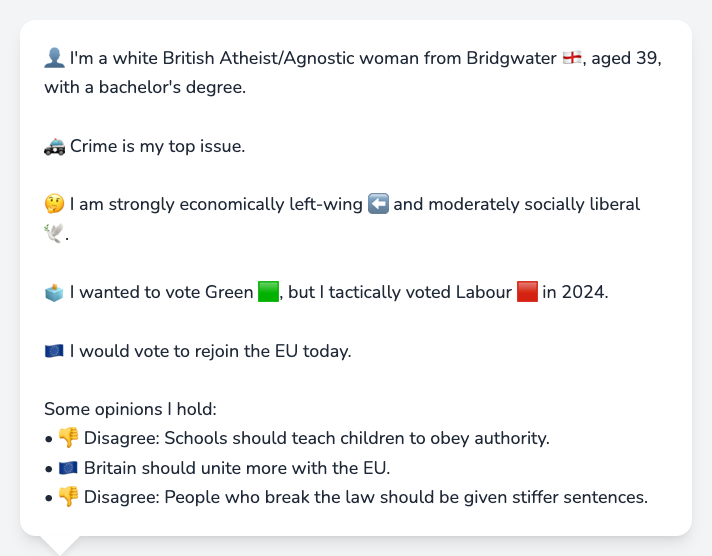 👤 I'm a white British Atheist/Agnostic woman from Bridgwater 🏴󠁧󠁢󠁥󠁮󠁧󠁿, aged 39,
with a bachelor's degree.
🚓 Crime is my top issue.
🤔 I am strongly economically left-wing ⬅️ and moderately socially liberal
🕊️.
🗳️ I wanted to vote Green 🟩, but I tactically voted Labour 🟥 in 2024.
🇪🇺 I would vote to rejoin the EU today.
Some opinions I hold:
• 👎 Disagree: Schools should teach children to obey authority.
• 🇪🇺 Britain should unite more with the EU.
• 👎 Disagree: People who break the law should be given stiffer sentences.